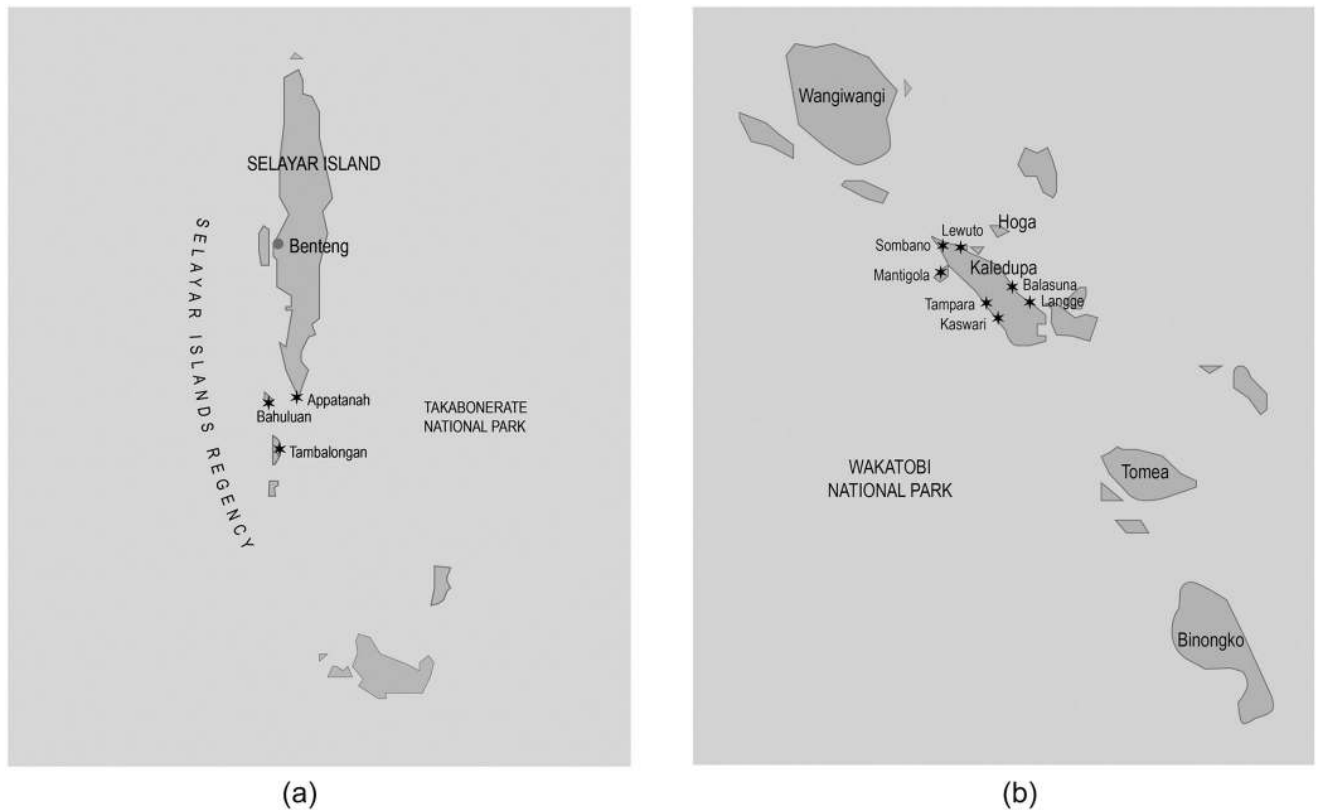 SELAYAR ISLAND
Benteng
SELAYAR ISLANDS REGENCY
Appatanah
Bahuluan
TAKABONERATE
NATIONAL PARK
Tambalongan
(a)
Wangiwangi
Hoga
Lewuto
Sombano
Kaledupa
Mantigola
Balasuna
Tampara
Langge
Kaswari
WAKATOBI
NATIONAL PARK
Tomea
Binongko
(b)